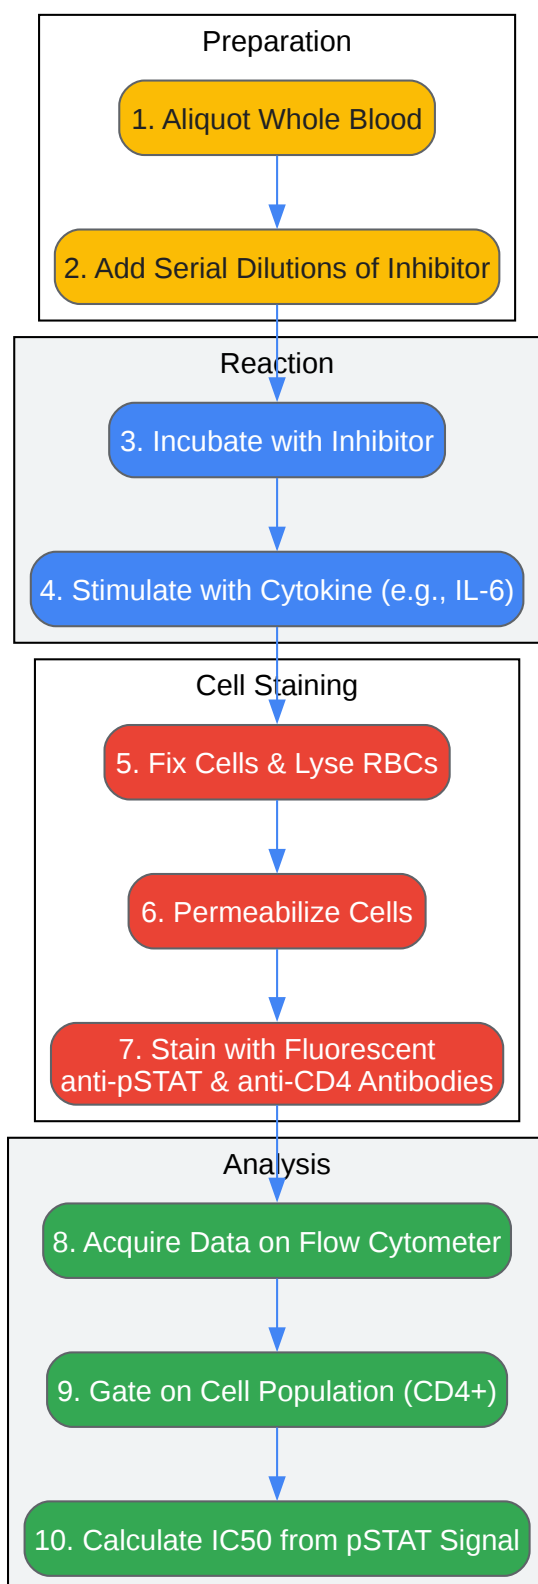 Preparation
1. Aliquot Whole Blood
2. Add Serial Dilutions of Inhibitor
Reaction
3. Incubate with Inhibitor
4. Stimulate with Cytokine (e.g., IL-6)
Cell Staining
5. Fix Cells & Lyse RBCs
6. Permeabilize Cells
7. Stain with Fluorescent
anti-pSTAT & anti-CD4 Antibodies
Analysis
8. Acquire Data on Flow Cytometer
9. Gate on Cell Population (CD4+)
10. Calculate IC50 from pSTAT Signal